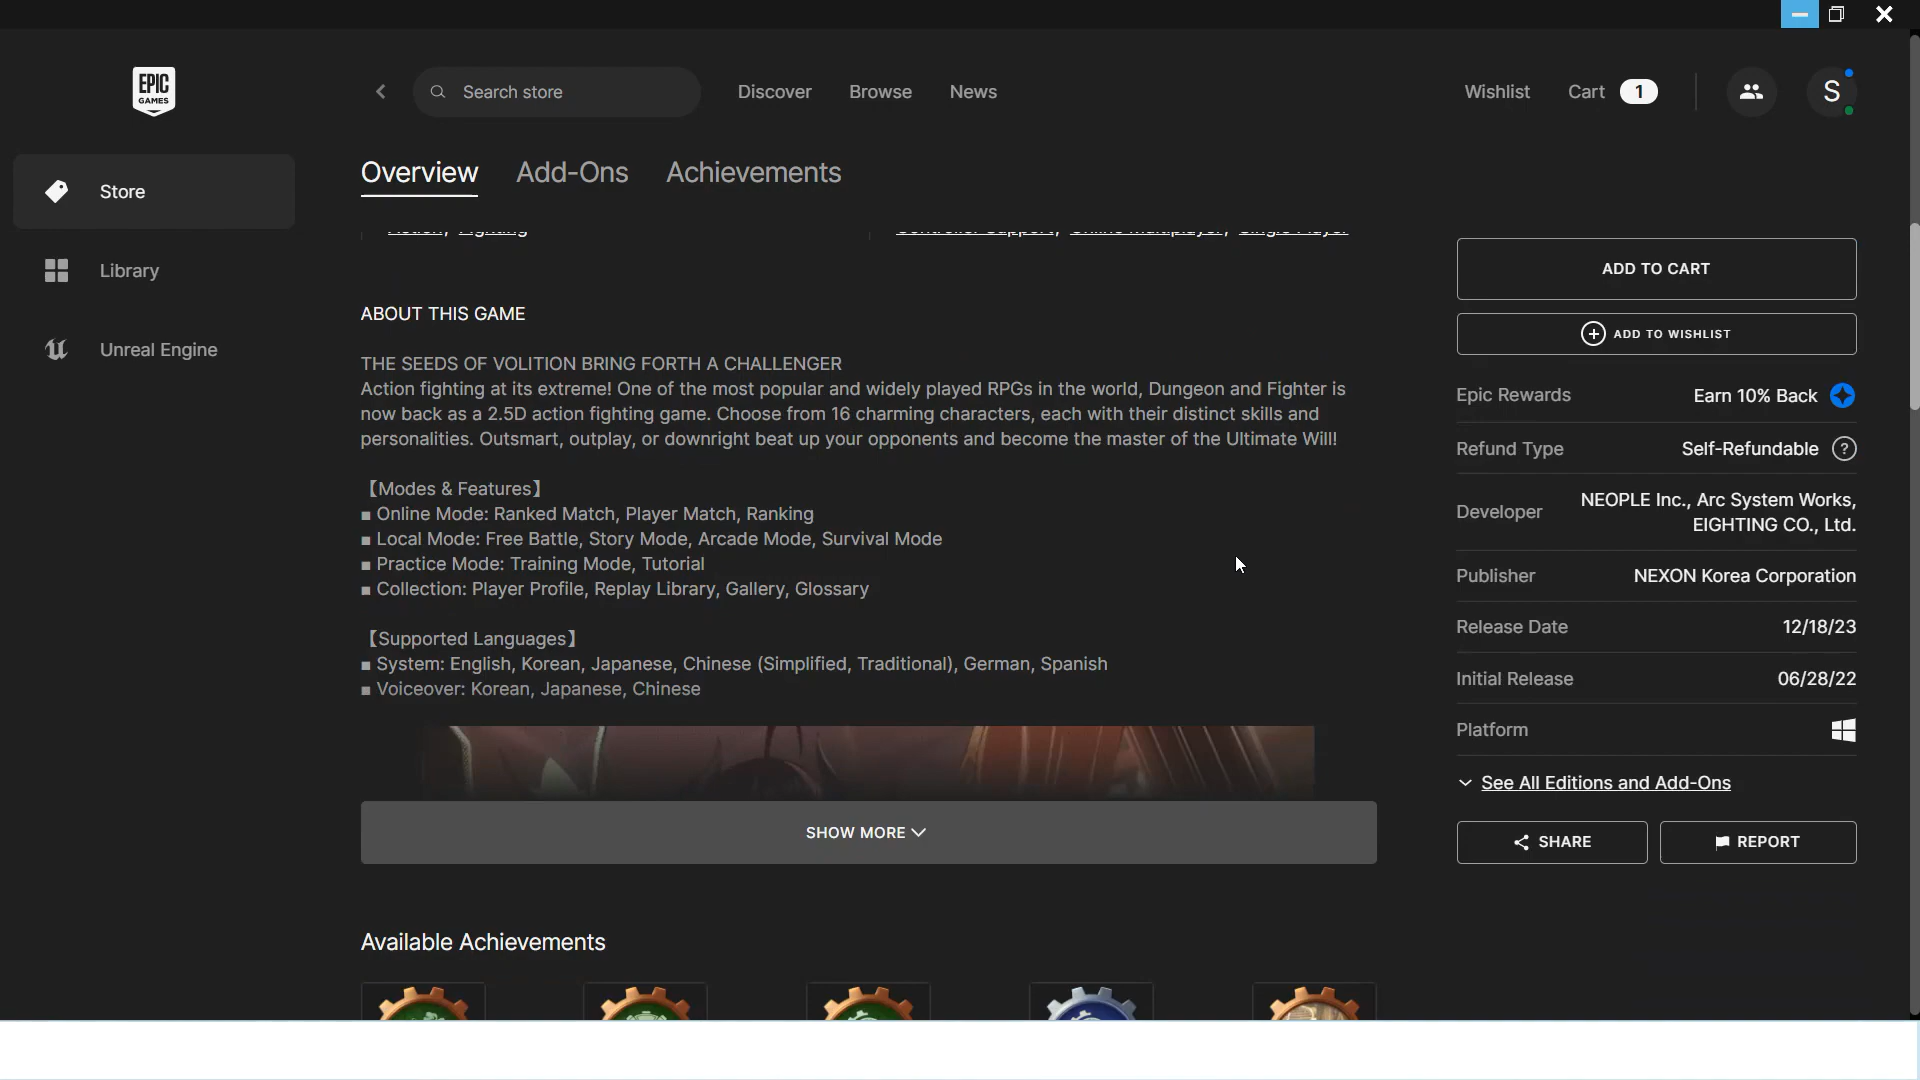 EPIC
GAMES
Search store
Discover
Browse
News
Wishlist
Cart 1
S
Store
Library
Unreal Engine
Overview
Add-Ons
Achievements
Action, Fighting
Controller Support, Online Multiplayer, Single Player
ABOUT THIS GAME
THE SEEDS OF VOLITION BRING FORTH A CHALLENGER
Action fighting at its extreme! One of the most popular and widely played RPGs in the world, Dungeon and Fighter is
now back as a 2.5D action fighting game. Choose from 16 charming characters, each with their distinct skills and
personalities. Outsmart, outplay, or downright beat up your opponents and become the master of the Ultimate Will!
【Modes & Features】
■ Online Mode: Ranked Match, Player Match, Ranking
■ Local Mode: Free Battle, Story Mode, Arcade Mode, Survival Mode
■ Practice Mode: Training Mode, Tutorial
■ Collection: Player Profile, Replay Library, Gallery, Glossary
【Supported Languages】
■ System: English, Korean, Japanese, Chinese (Simplified, Traditional), German, Spanish
■ Voiceover: Korean, Japanese, Chinese
SHOW MORE
Available Achievements
ADD TO CART
ADD TO WISHLIST
Epic Rewards Earn 10% Back
Refund Type Self-Refundable ?
Developer NEOPLE Inc., Arc System Works,
EIGHTING CO., Ltd.
Publisher NEXON Korea Corporation
Release Date 12/18/23
Initial Release 06/28/22
Platform
See All Editions and Add-Ons
SHARE
REPORT